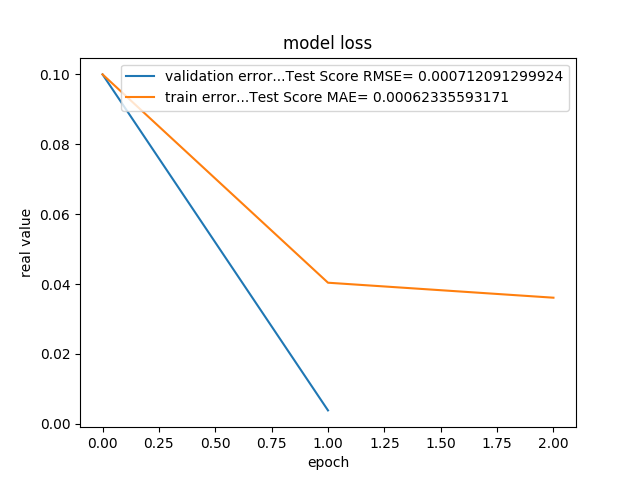 model loss
validation error...Test Score RMSE= 0.000712091299924
train error...Test Score MAE= 0.00062335593171
0.10
0.08
0.06
0.04
0.02
0.00
real value
0.00 0.25 0.50 0.75 1.00 1.25 1.50 1.75 2.00
epoch